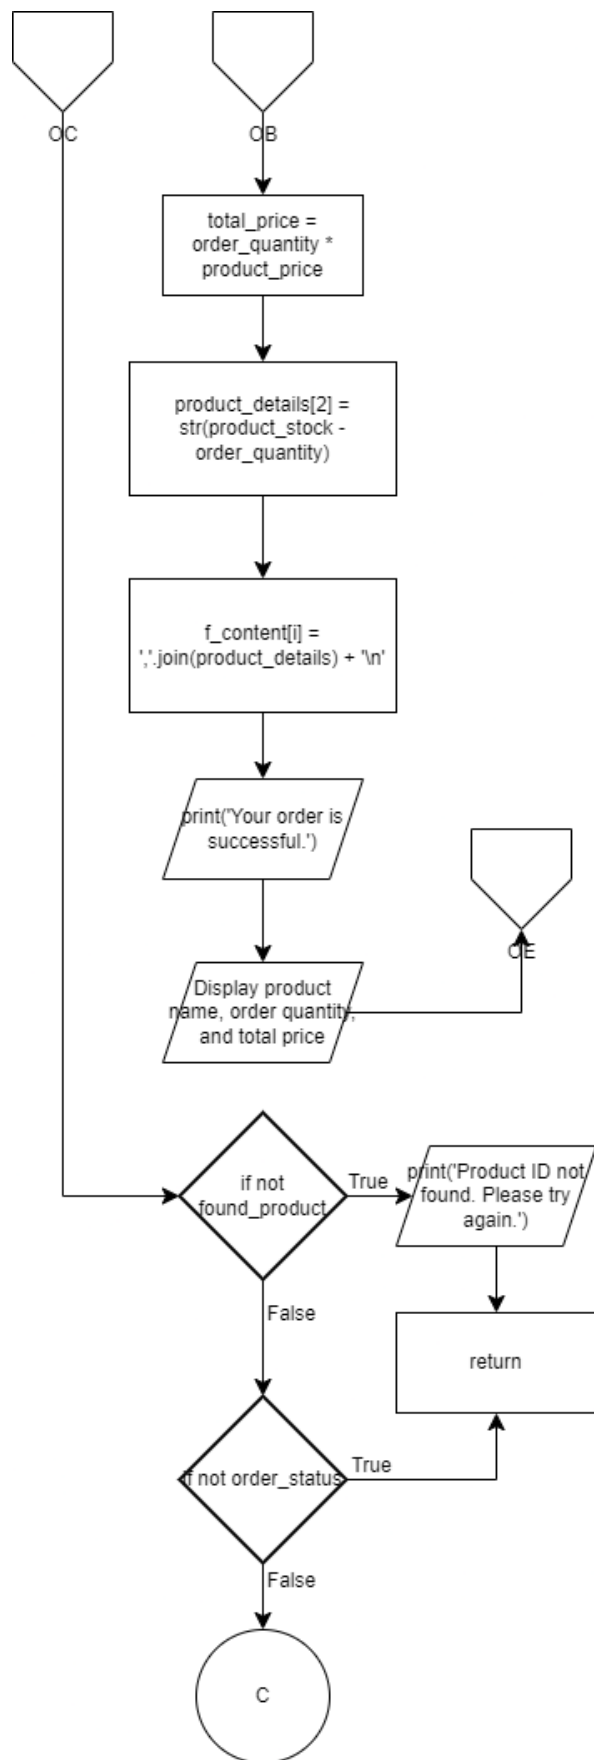 OC
OB
total_price =
order_quantity *
product_price
product_details[2] =
str(product_stock -
order_quantity)
f_content[i] =
','.join(product_details) + '\n'
print('Your order is
successful.')
OE
Display product
name, order quantity,
and total price
if not
found_product
True
print('Product ID not
found. Please try
again.')
False
return
if not order_status
True
False
C